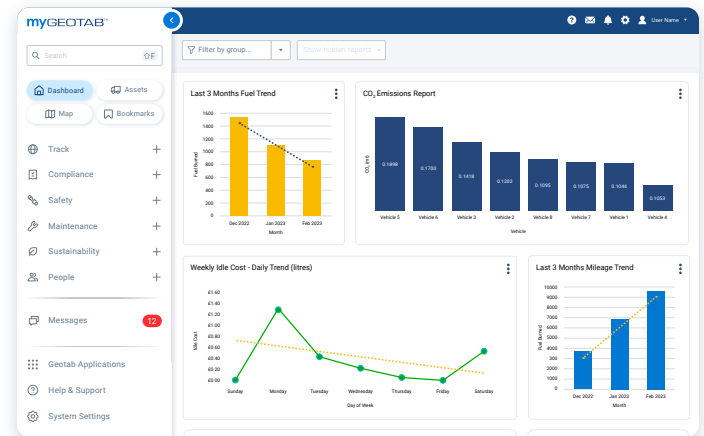 myGEOTAB™
User Name
Search
F
Dashboard
Assets
Map
Bookmarks
Track
Compliance
Safety
Maintenance
Sustainability
People
Messages
12
Geotab Applications
Help & Support
System Settings
Filter by group...
Show hidden reports
Last 3 Months Fuel Trend
1600
1400
1200
1000
800
600
400
200
0
Fuel Burned
Dec 2022
Jan 2023
Feb 2023
Month
CO₂ Emissions Report
CO₂ (mt)
0.1898
0.1700
0.1418
0.1202
0.1095
0.1075
0.1044
0.1053
Vehicle 5
Vehicle 6
Vehicle 3
Vehicle 2
Vehicle 8
Vehicle 7
Vehicle 1
Vehicle 4
Vehicle
Weekly Idle Cost - Daily Trend (litres)
£1.60
£1.40
£1.20
£1.00
£0.80
£0.60
£0.40
£0.20
£0.00
Idle Cost
Sunday
Monday
Tuesday
Wednesday
Thursday
Friday
Saturday
Day of Week
Last 3 Months Mileage Trend
10000
9000
8000
7000
6000
5000
1000
0
Fuel Burned
Dec 2022
Jan 2023
Feb 2023
Month